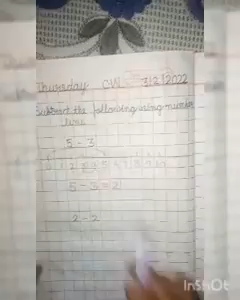 Thursday CW 3/2/2022
Subtract the following using number
line
5 - 3
5 - 3 = 2
2 - 2
InShOt